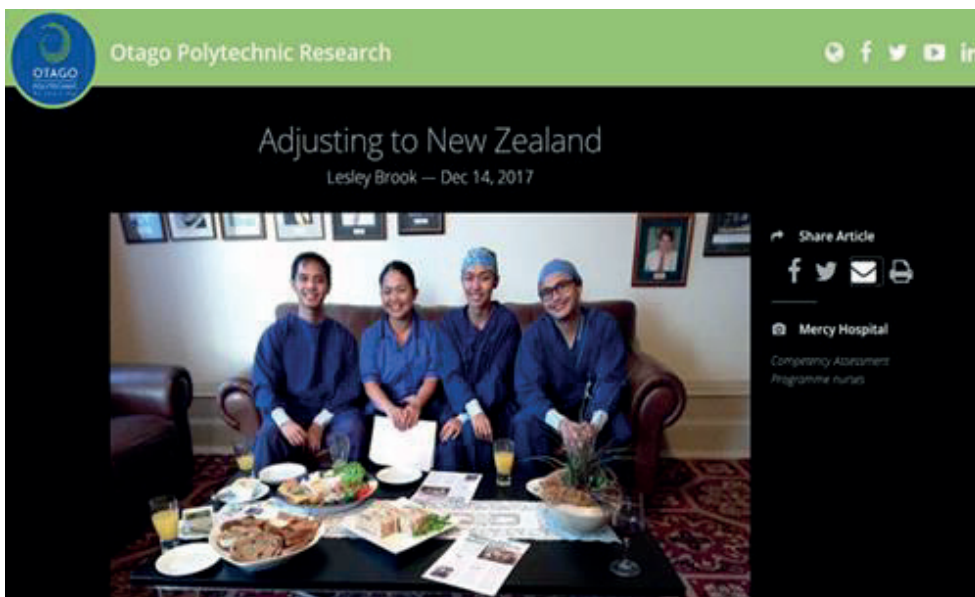 OTAGO
POLYTECHNIC
Otago Polytechnic Research
Adjusting to New Zealand
Lesley Brook — Dec 14, 2017
Share Article
Mercy Hospital
Competency Assessment
Programme nurses